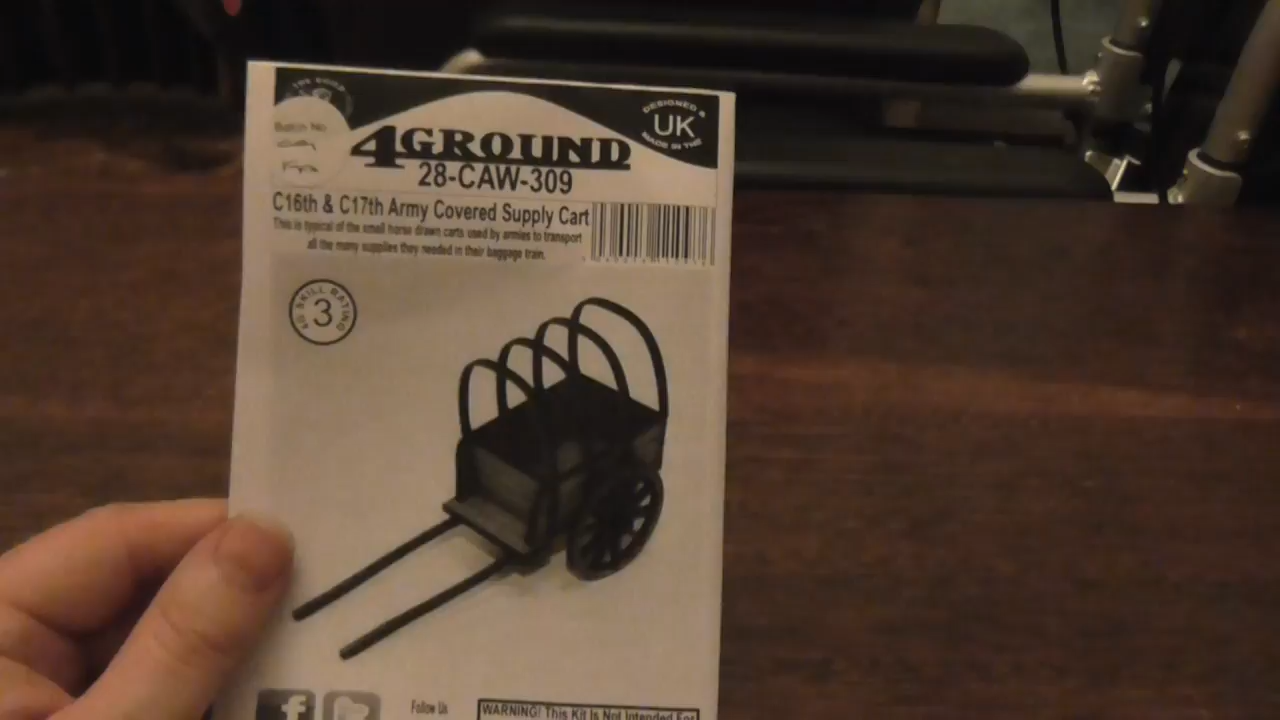 Batch No
4GROUND
DESIGNED &
UK
MADE IN THE
28-CAW-309
C16th & C17th Army Covered Supply Cart
This is typical of the small horse drawn carts used by armies to transport
all the many supplies they needed in their baggage train.
4G SKILL RATING
3
f
Follow Us
WARNING! This Kit Is Not Intended For